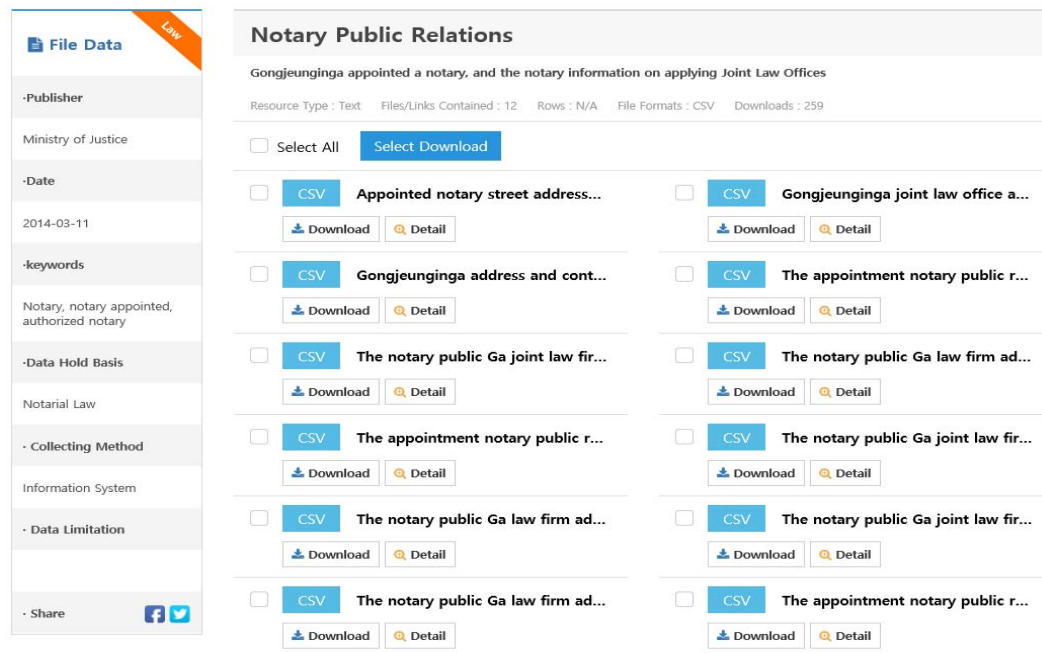 Law
File Data
·Publisher
Ministry of Justice
·Date
2014-03-11
·keywords
Notary, notary appointed,
authorized notary
·Data Hold Basis
Notarial Law
· Collecting Method
Information System
· Data Limitation
· Share
Notary Public Relations
Gongjeunginga appointed a notary, and the notary information on applying Joint Law Offices
Resource Type : Text Files/Links Contained : 12 Rows : N/A File Formats : CSV Downloads : 259
Select All Select Download
CSV Appointed notary street address...
Download Detail
CSV Gongjeunginga joint law office a...
Download Detail
CSV Gongjeunginga address and cont...
Download Detail
CSV The appointment notary public r...
Download Detail
CSV The notary public Ga joint law fir...
Download Detail
CSV The notary public Ga law firm ad...
Download Detail
CSV The appointment notary public r...
Download Detail
CSV The notary public Ga joint law fir...
Download Detail
CSV The notary public Ga law firm ad...
Download Detail
CSV The notary public Ga joint law fir...
Download Detail
CSV The notary public Ga law firm ad...
Download Detail
CSV The appointment notary public r...
Download Detail